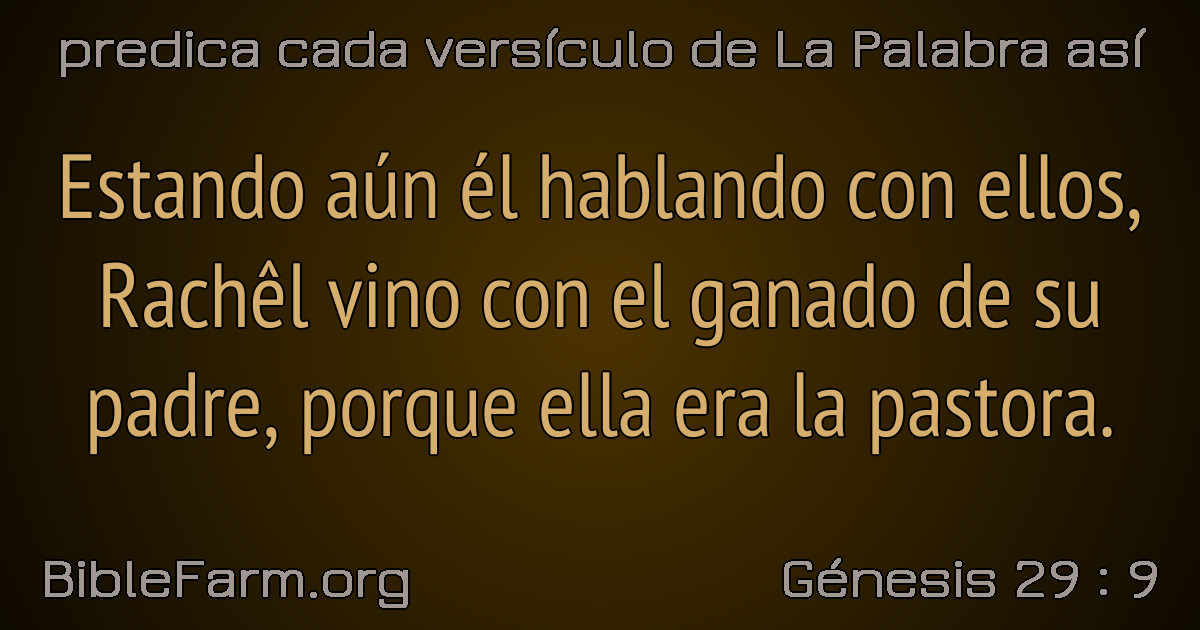 predica cada versículo de La Palabra así
Estando aún él hablando con ellos,
Rachêl vino con el ganado de su
padre, porque ella era la pastora.
BibleFarm.org
Génesis 29 : 9